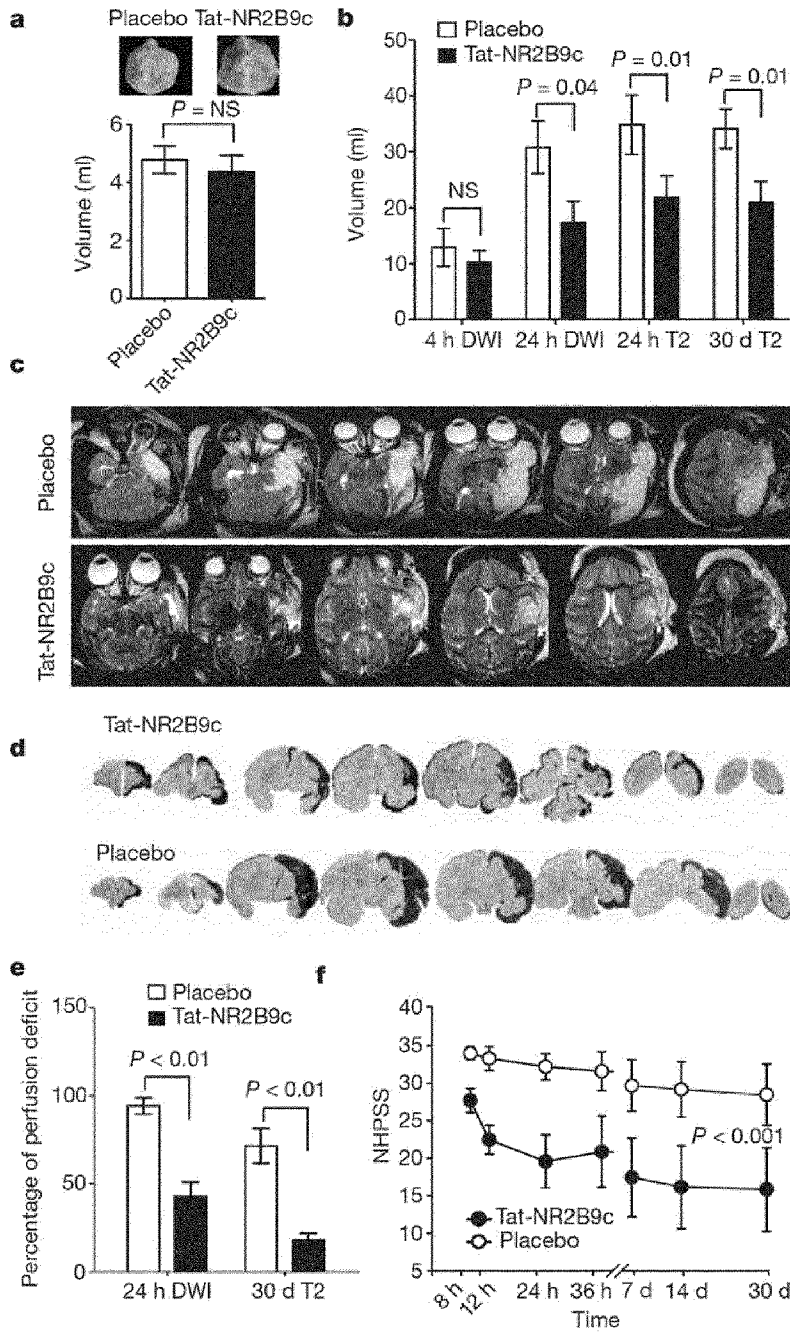 a
Placebo Tat-NR2B9c
P = NS
Volume (ml)
6
4
2
0
Placebo
Tat-NR2B9c
b
Placebo
Tat-NR2B9c
Volume (ml)
50
40
30
20
10
0
NS
P = 0.04
P = 0.01
P = 0.01
4 h DWI
24 h DWI
24 h T2
30 d T2
c
Placebo
Tat-NR2B9c
d
Tat-NR2B9c
Placebo
e
Placebo
Tat-NR2B9c
Percentage of perfusion deficit
150
100
50
0
P < 0.01
P < 0.01
24 h DWI
30 d T2
f
NHPSS
40
35
30
25
20
15
10
5
P < 0.001
Tat-NR2B9c
Placebo
8 h
12 h
24 h
36 h
7 d
14 d
30 d
Time